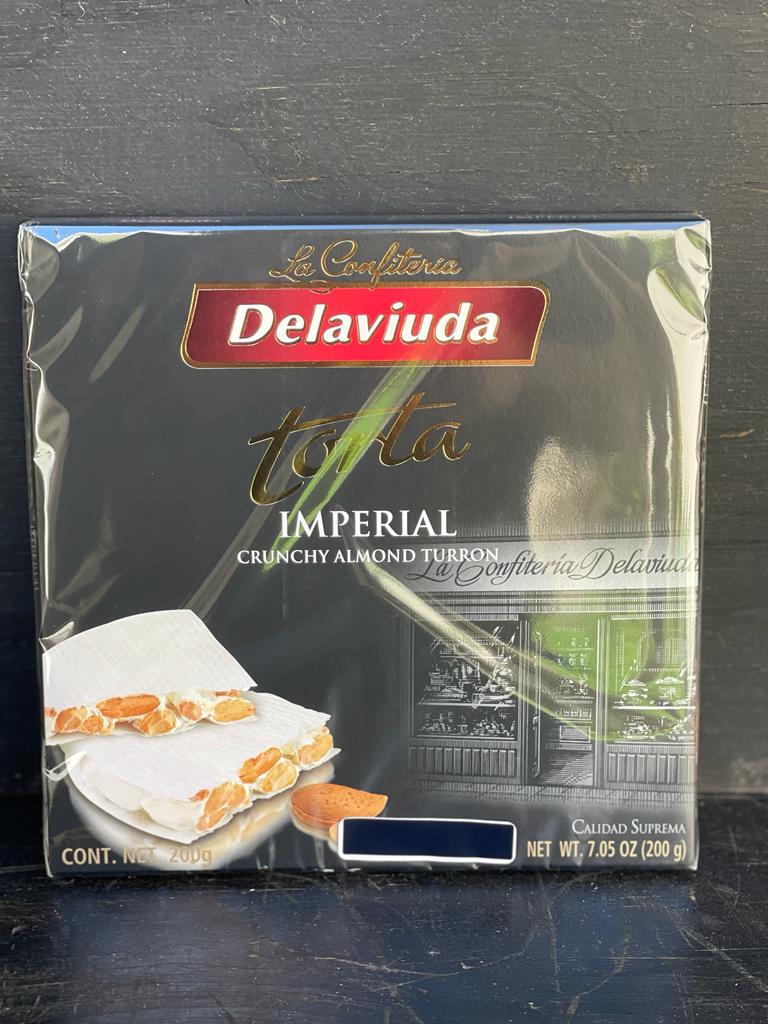 La Confiteria
Delaviuda
torta
IMPERIAL
CRUNCHY ALMOND TURRON
La Confitería Delaviuda
CALIDAD SUPREMA
CONT. NET. 200g
NET WT. 7.05 OZ (200 g)